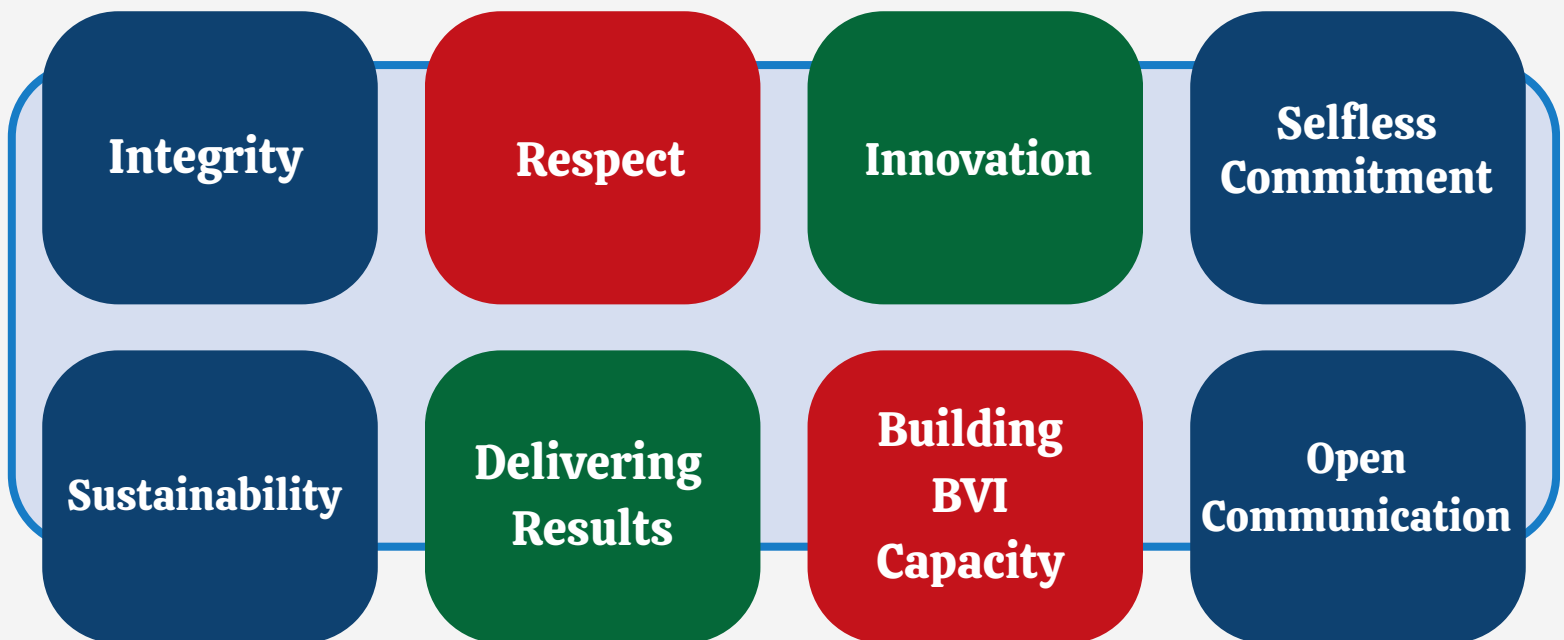 Integrity
Respect
Innovation
Selfless
Commitment
Sustainability
Delivering
Results
Building
BVI
Capacity
Open
Communication